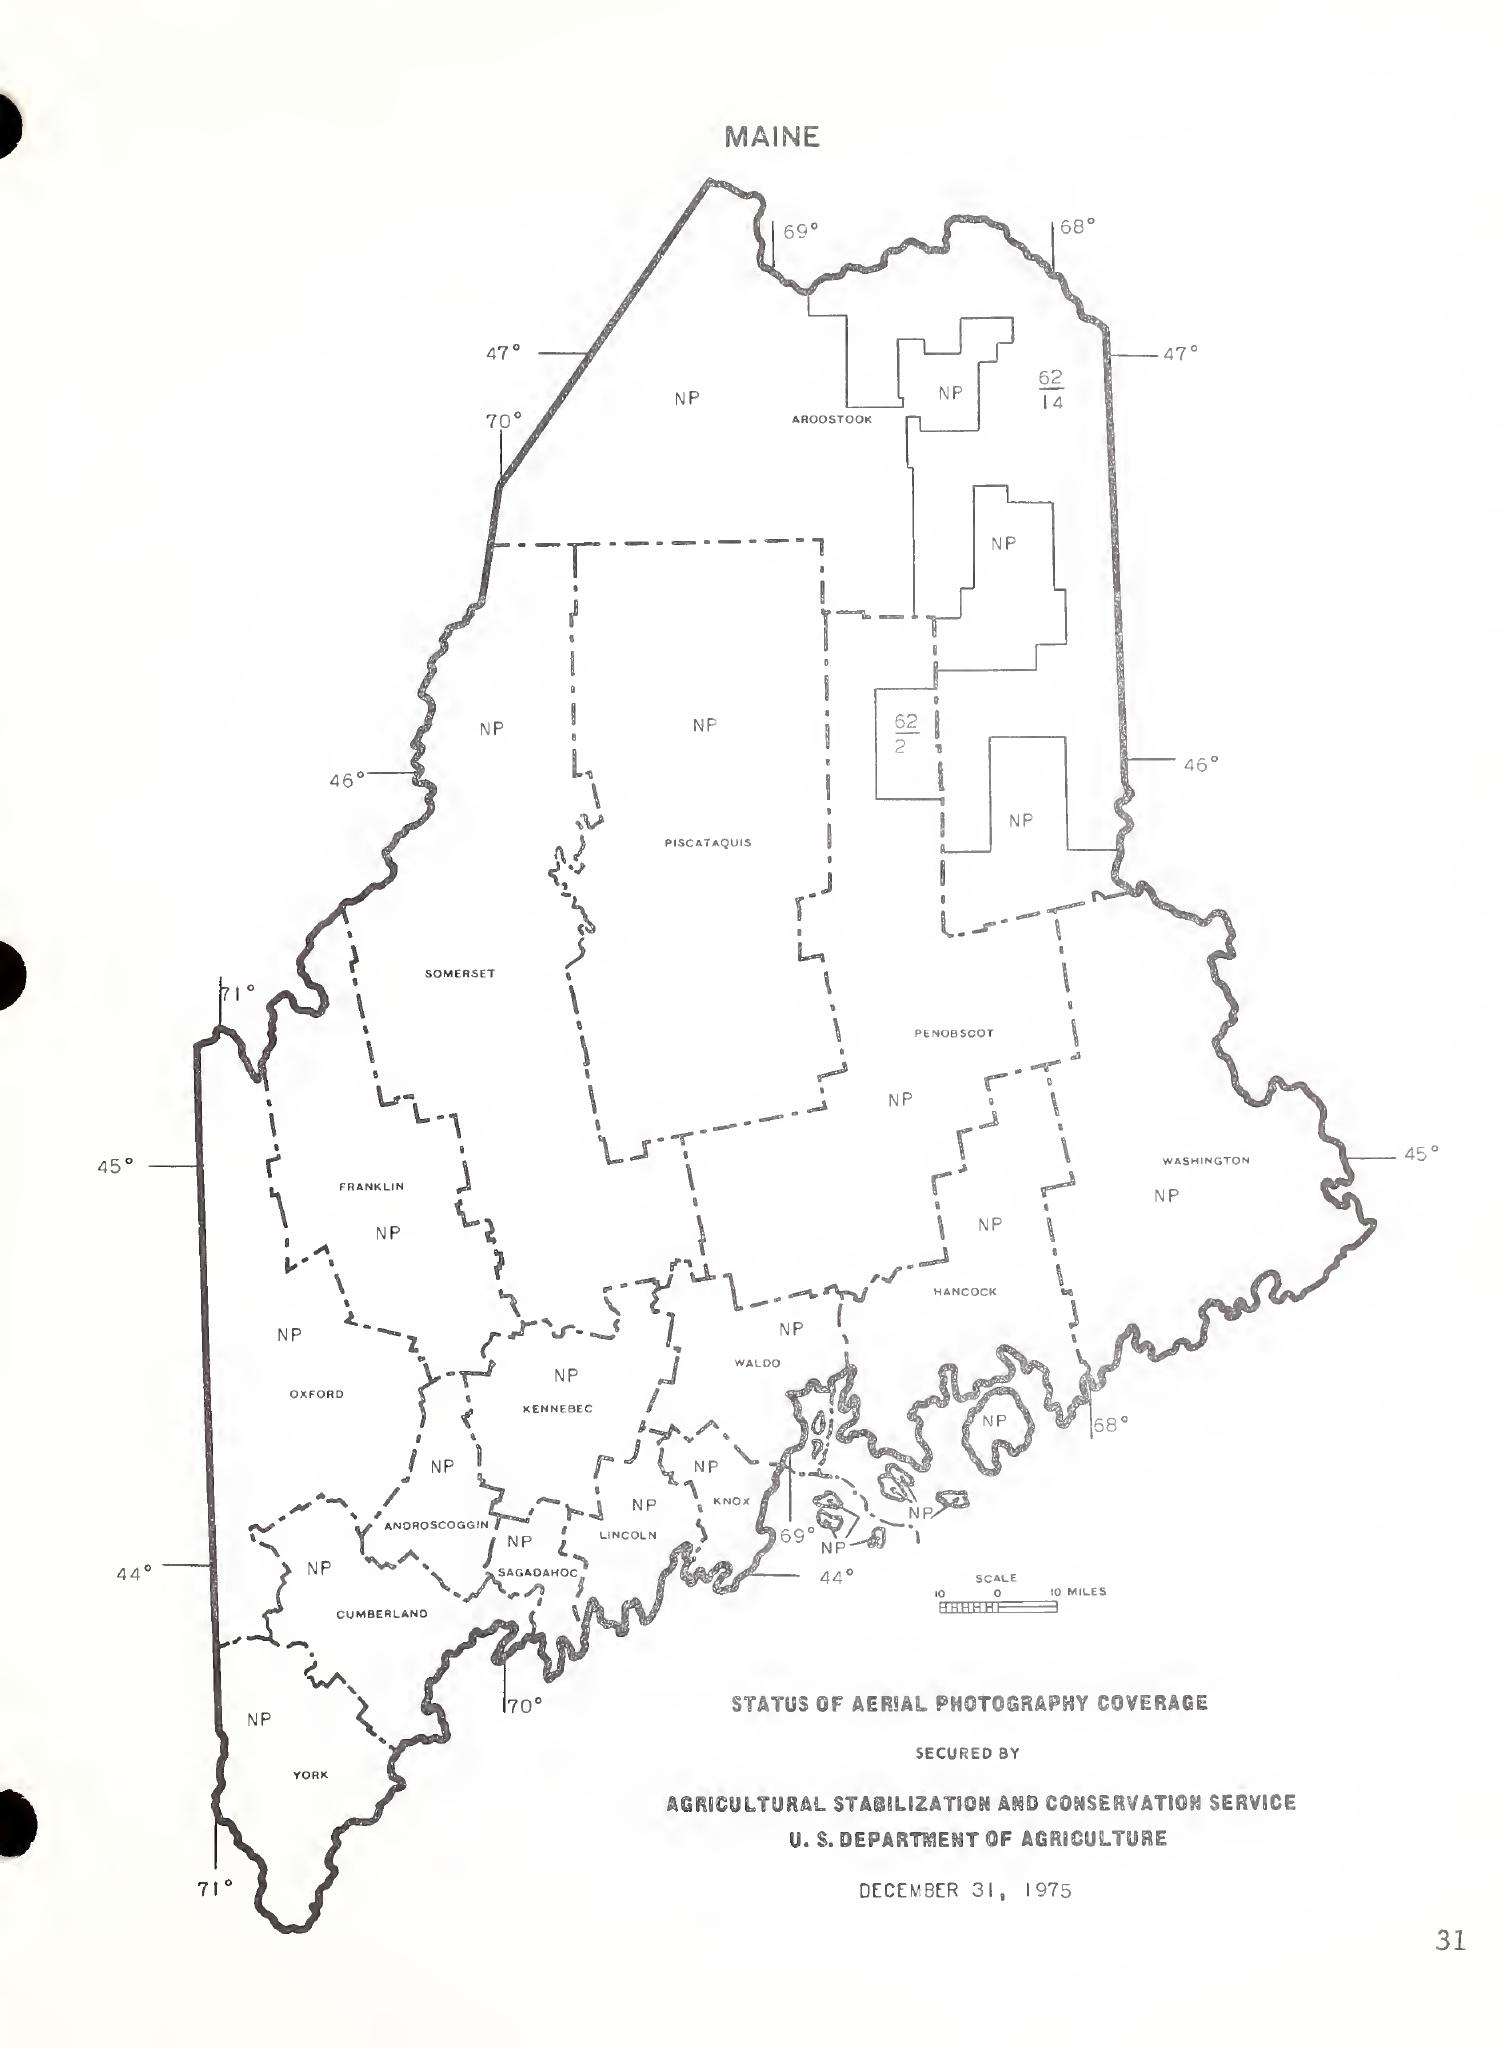 MAINE
69°
68°
47°
47°
NP
NP
62
14
70°
AROOSTOOK
NP
NP
NP
62
2
46°
46°
NP
PISCATAQUIS
SOMERSET
71°
PENOBSCOT
NP
45°
45°
WASHINGTON
NP
FRANKLIN
NP
NP
HANCOCK
NP
NP
WALDO
NP
OXFORD
KENNEBEC
NP
68°
NP
NP
KNOX
NP
LINCOLN
NP
ANDROSCOGGIN
NP
SAGADAHOC
69°
NP
NP
44°
44°
NP
CUMBERLAND
SCALE
10 0 10 MILES
70°
NP
YORK
71°
STATUS OF AERIAL PHOTOGRAPHY COVERAGE
SECURED BY
AGRICULTURAL STABILIZATION AND CONSERVATION SERVICE
U. S. DEPARTMENT OF AGRICULTURE
DECEMBER 31, 1975
31